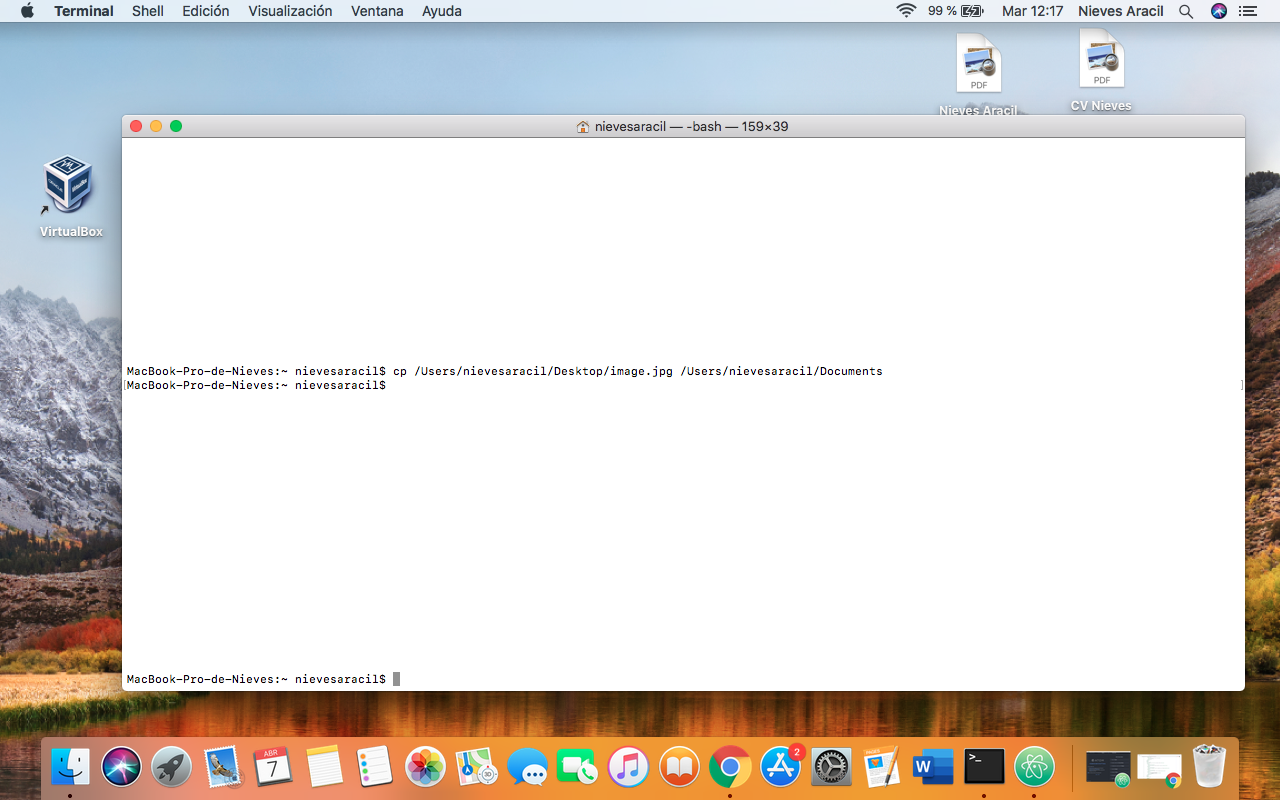 Terminal Shell Edición Visualización Ventana Ayuda 99 % Mar 12:17 Nieves Aracil
PDF
PDF
Nieves Aracil
CV Nieves
nievesaracil — -bash — 159×39
VirtualBox
MacBook-Pro-de-Nieves:~ nievesaracil$ cp /Users/nievesaracil/Desktop/image.jpg /Users/nievesaracil/Documents
[MacBook-Pro-de-Nieves:~ nievesaracil$ ]
MacBook-Pro-de-Nieves:~ nievesaracil$
ABR
7
2
PAGES
W
>_